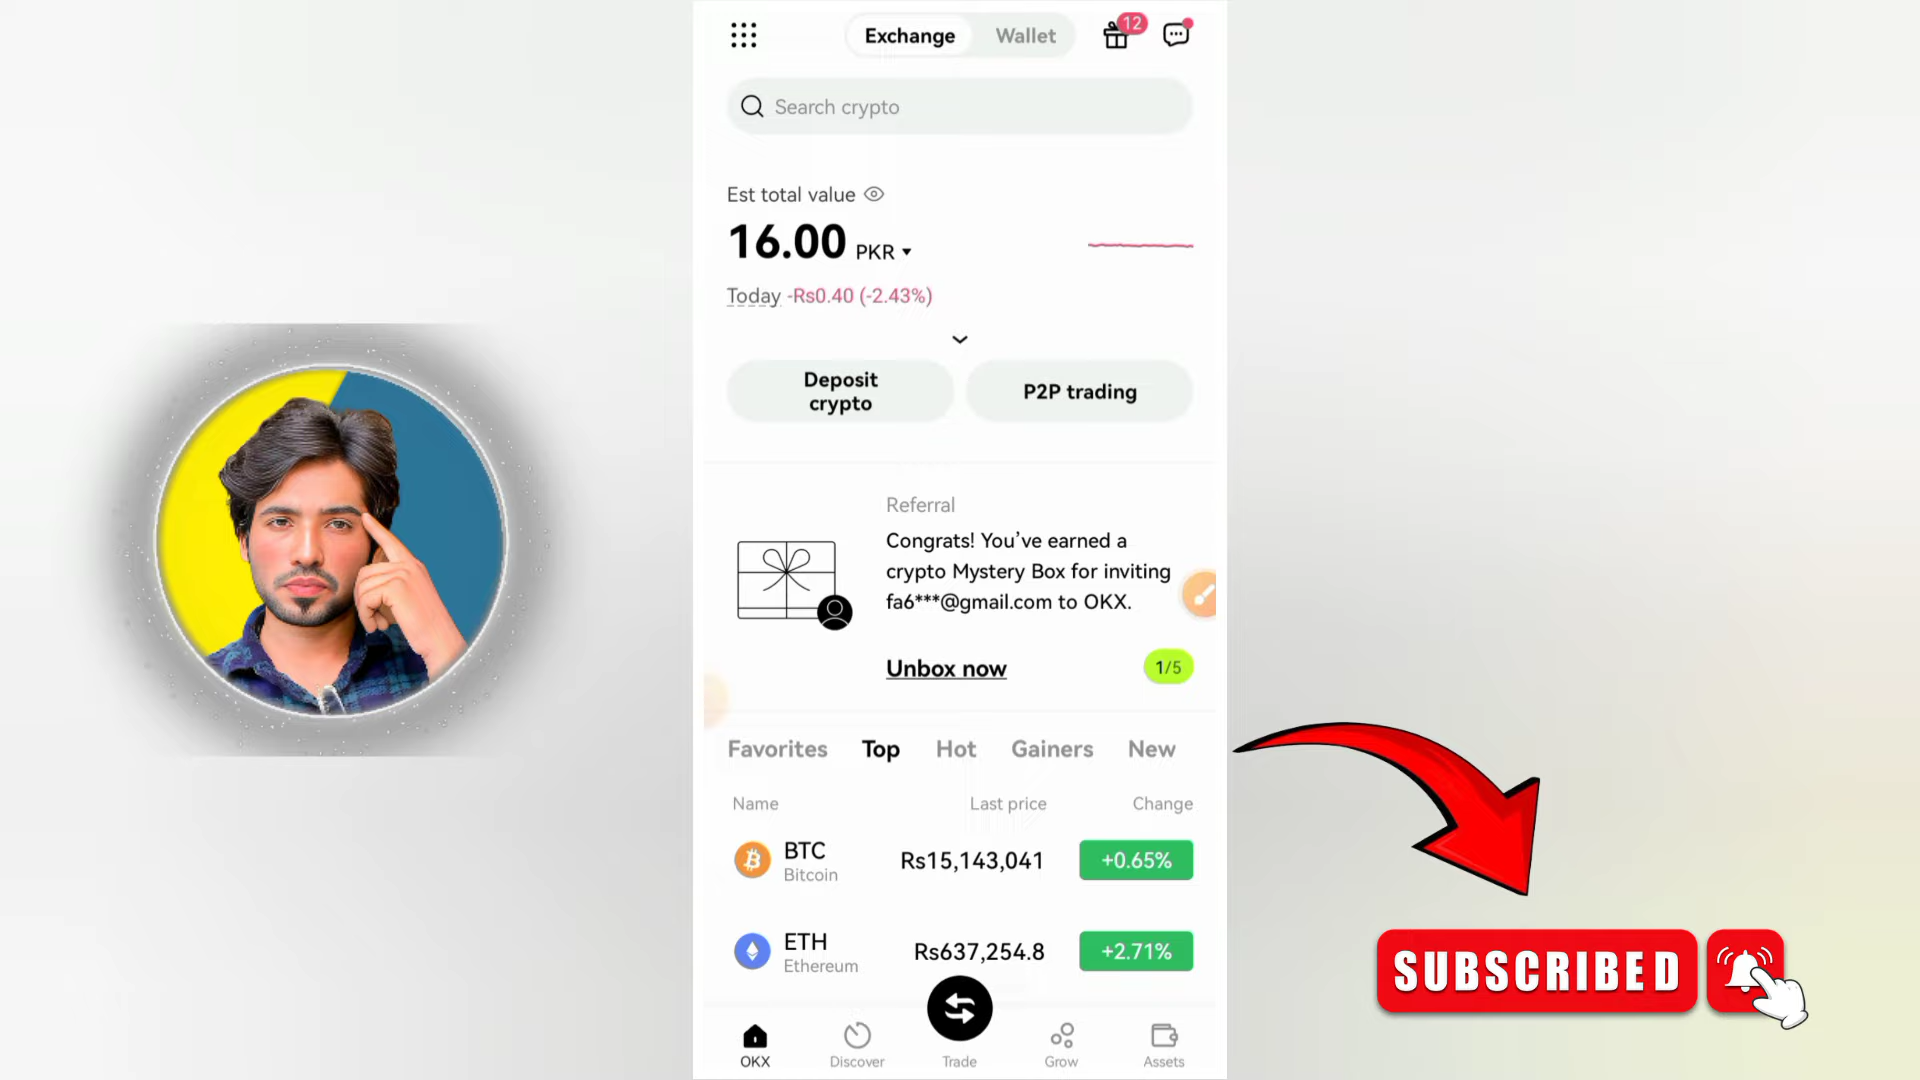 Exchange
Wallet
12
Search crypto
Est total value
16.00 PKR
Today -Rs0.40 (-2.43%)
Deposit
crypto
P2P trading
Referral
Congrats! You’ve earned a
crypto Mystery Box for inviting
fa6***@gmail.com to OKX.
Unbox now
1/5
Favorites Top Hot Gainers New
Name Last price Change
BTC Rs15,143,041 +0.65%
Bitcoin
ETH Rs637,254.8 +2.71%
Ethereum
OKX Discover Trade Grow Assets
SUBSCRIBED